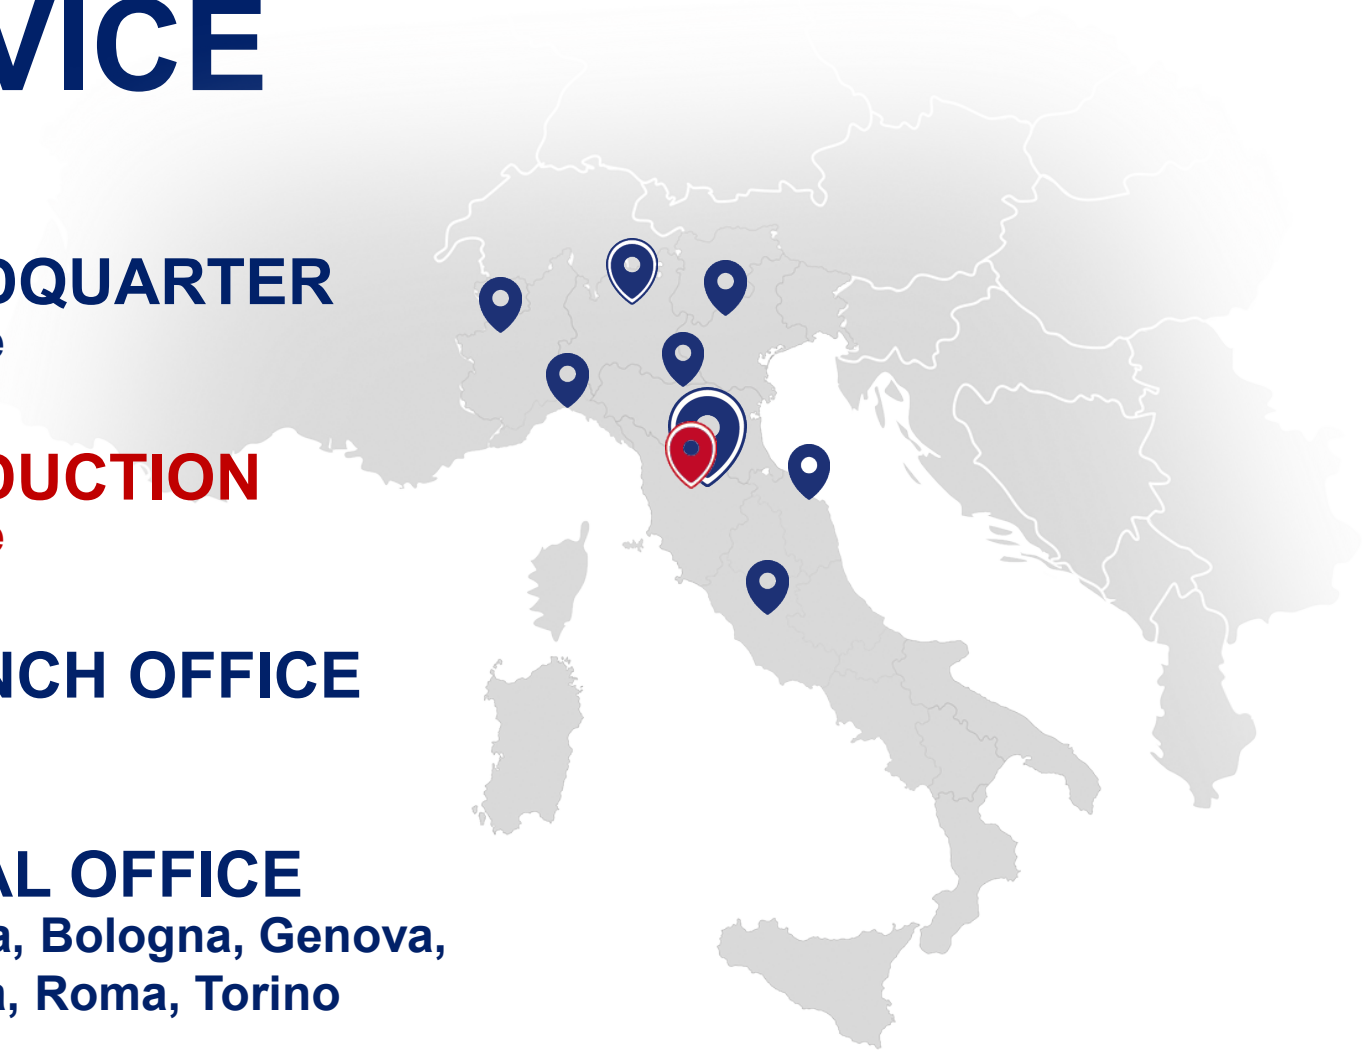 VICE
DQUARTER
e
DUCTION
e
NCH OFFICE
AL OFFICE
a, Bologna, Genova,
a, Roma, Torino